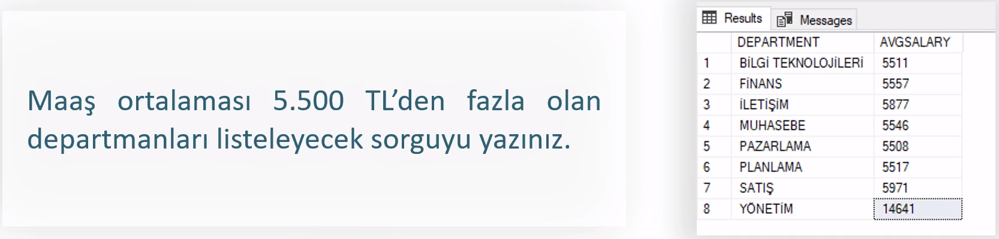 Maaş ortalaması 5.500 TL’den fazla olan
departmanları listeleyecek sorguyu yazınız.
Results Messages
DEPARTMENT AVGSALARY
1 BİLGİ TEKNOLOJİLERİ 5511
2 FİNANS 5557
3 İLETİŞİM 5877
4 MUHASEBE 5546
5 PAZARLAMA 5508
6 PLANLAMA 5517
7 SATIŞ 5971
8 YÖNETİM 14641